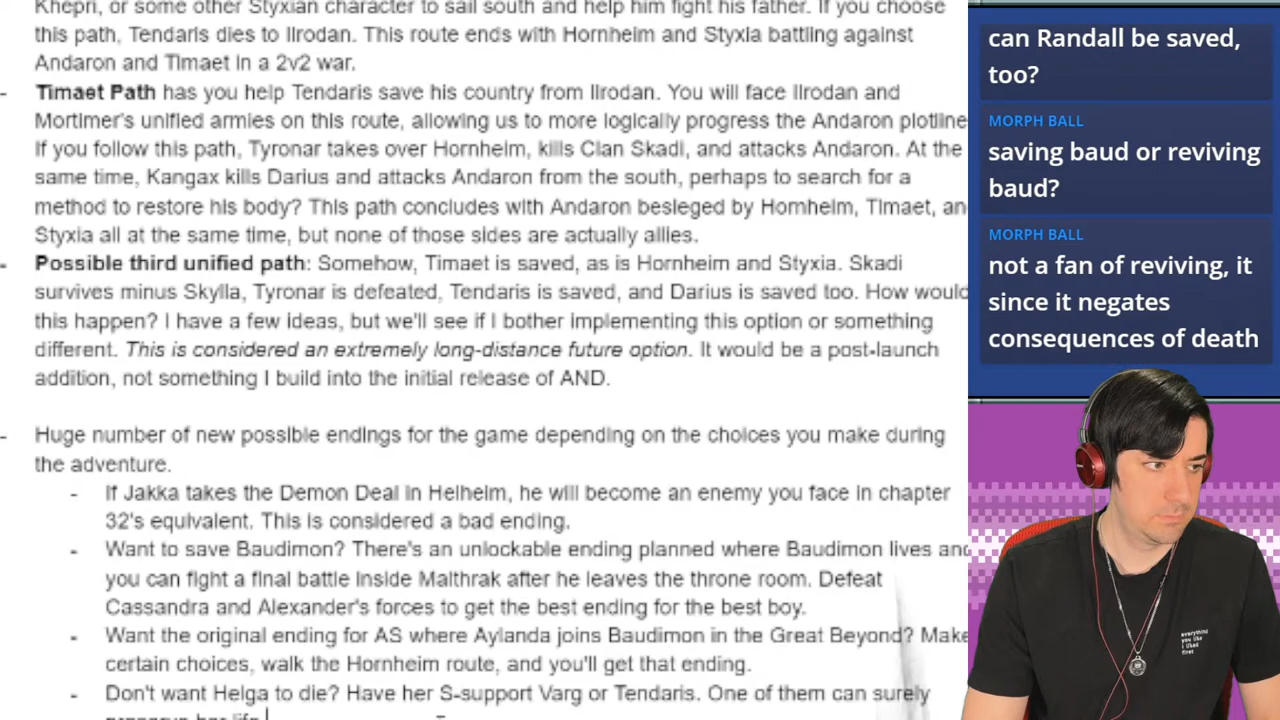 Khepri, or some other Styxian character to sail south and help him fight his father. If you choose
this path, Tendaris dies to Ilrodan. This route ends with Hornheim and Styxia battling against
Andaron and Timaet in a 2v2 war.
- Timaet Path has you help Tendaris save his country from Ilrodan. You will face Ilrodan and
Mortimer's unified armies on this route, allowing us to more logically progress the Andaron plotline
If you follow this path, Tyronar takes over Hornheim, kills Clan Skadi, and attacks Andaron. At the
same time, Kangax kills Darius and attacks Andaron from the south, perhaps to search for a
method to restore his body? This path concludes with Andaron besieged by Hornheim, Timaet, an
Styxia all at the same time, but none of those sides are actually allies.
- Possible third unified path: Somehow, Timaet is saved, as is Hornheim and Styxia. Skadi
survives minus Skylla, Tyronar is defeated, Tendaris is saved, and Darius is saved too. How would
this happen? I have a few ideas, but we'll see if I bother implementing this option or something
different. This is considered an extremely long-distance future option. It would be a post-launch
addition, not something I build into the initial release of AND.
- Huge number of new possible endings for the game depending on the choices you make during
the adventure.
- If Jakka takes the Demon Deal in Helheim, he will become an enemy you face in chapter
32's equivalent. This is considered a bad ending.
- Want to save Baudimon? There's an unlockable ending planned where Baudimon lives and
you can fight a final battle inside Malthrak after he leaves the throne room. Defeat
Cassandra and Alexander's forces to get the best ending for the best boy.
- Want the original ending for AS where Aylanda joins Baudimon in the Great Beyond? Make
certain choices, walk the Hornheim route, and you'll get that ending.
- Don't want Helga to die? Have her S-support Varg or Tendaris. One of them can surely
can Randall be saved,
too?
MORPH BALL
saving baud or reviving
baud?
MORPH BALL
not a fan of reviving, it
since it negates
consequences of death
everything
you like
I liked
first